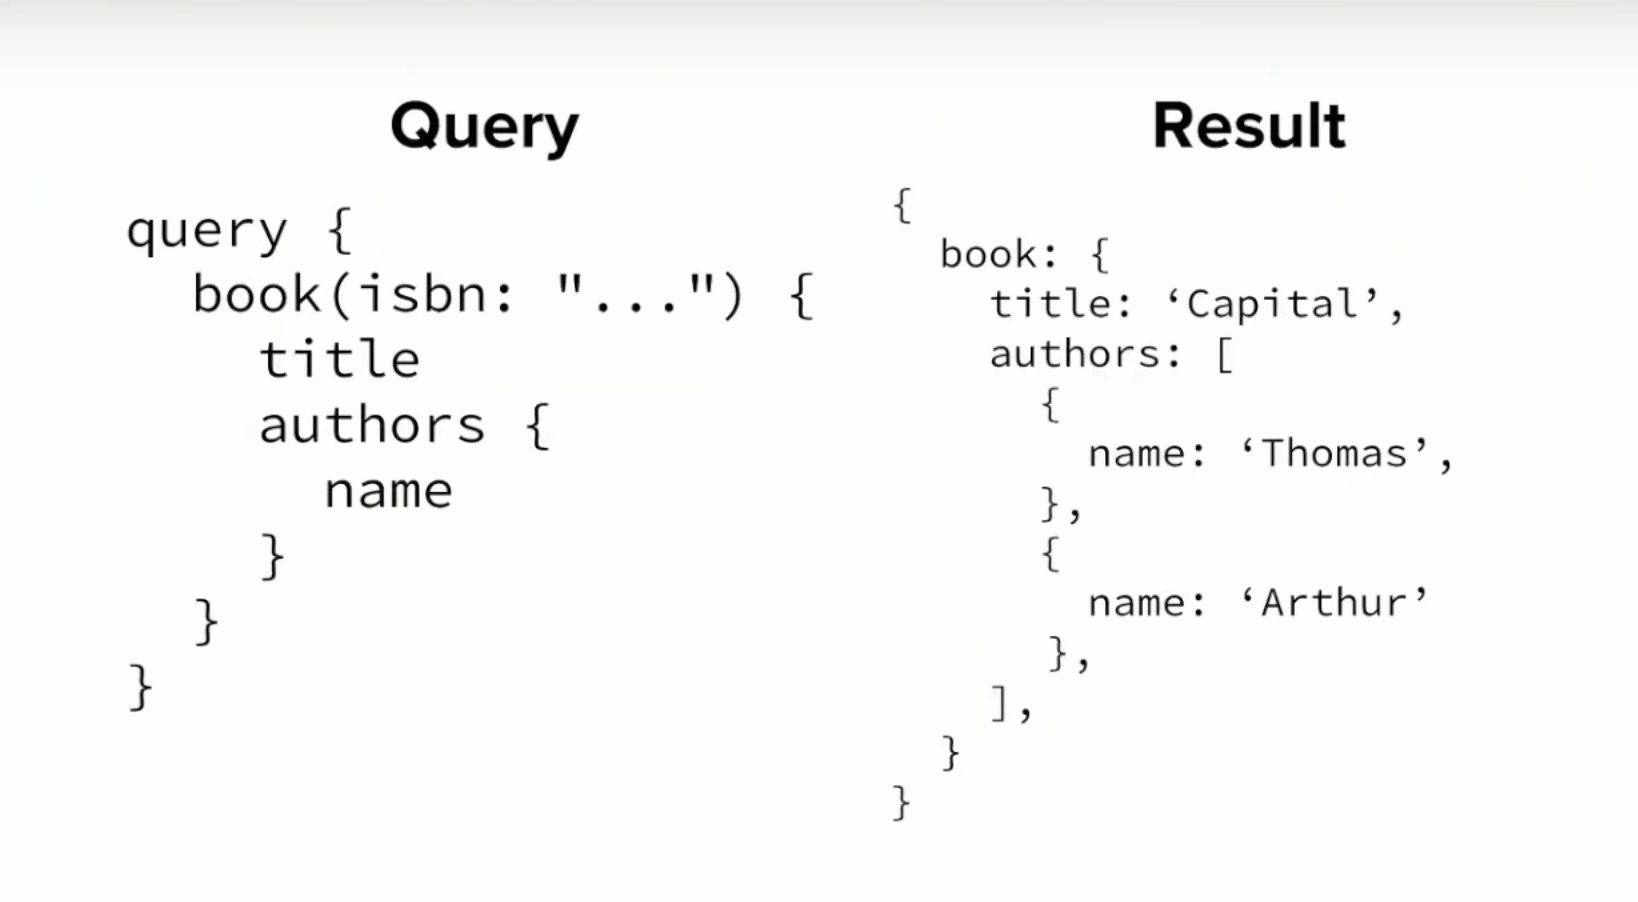 Query
query {
  book(isbn: "...") {
    title
    authors {
      name
    }
  }
}
Result
{
  book: {
    title: ‘Capital’,
    authors: [
      {
        name: ‘Thomas’,
      },
      {
        name: ‘Arthur’
      },
    ],
  }
}